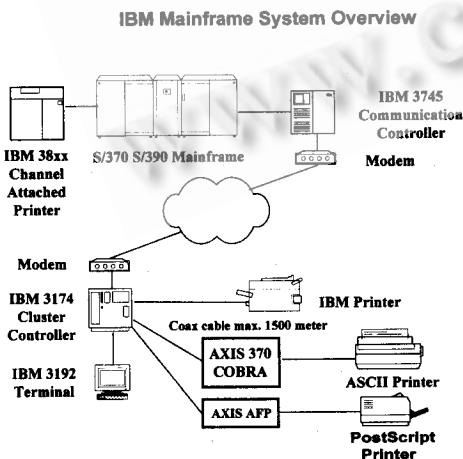 IBM Mainframe System Overview
IBM 38xx
Channel
Attached
Printer
S/370 S/390 Mainframe
IBM 3745
Communication
Controller
Modem
Modem
IBM 3174
Cluster
Controller
IBM Printer
Coax cable max. 1500 meter
AXIS 370
COBRA
ASCII Printer
IBM 3192
Terminal
AXIS AFP
PostScript
Printer